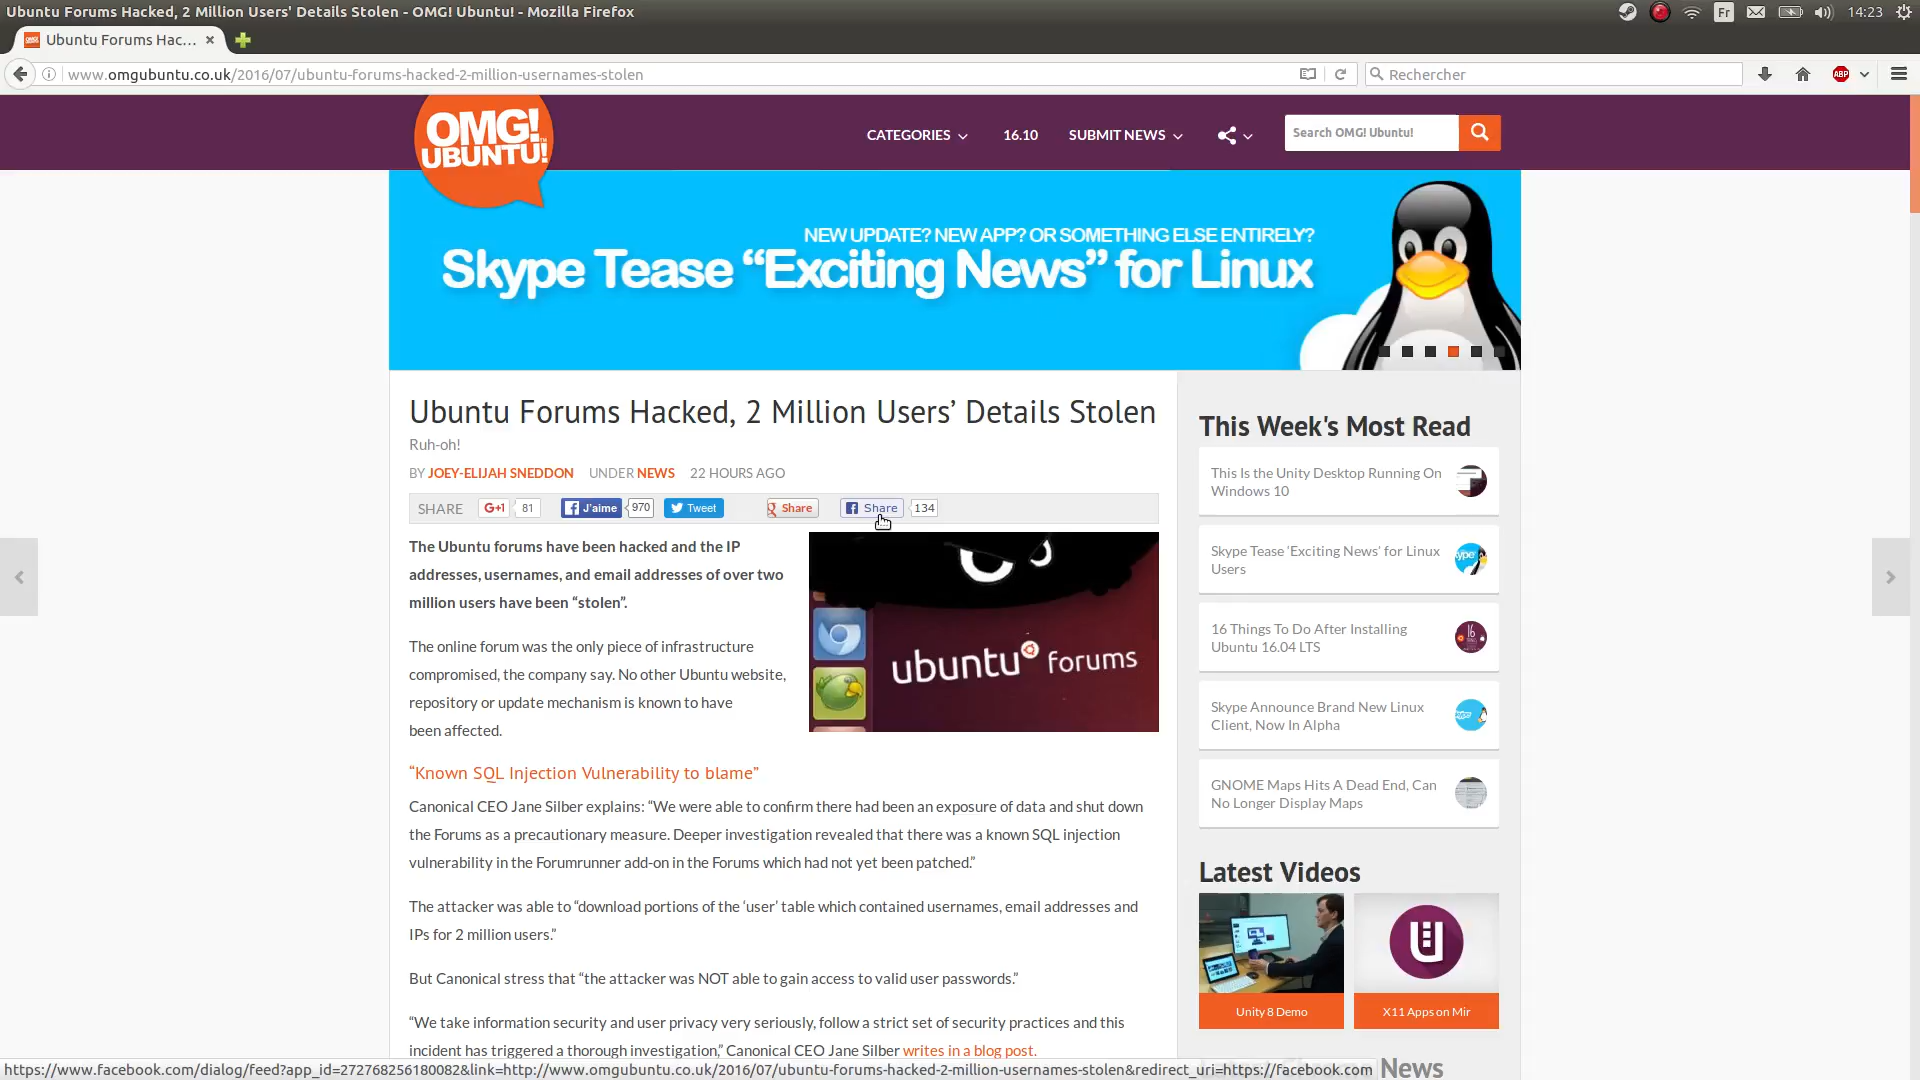 Ubuntu Forums Hacked, 2 Million Users' Details Stolen - OMG! Ubuntu! - Mozilla Firefox
Fr
14:23
Ubuntu Forums Hac...
www.omgubuntu.co.uk/2016/07/ubuntu-forums-hacked-2-million-usernames-stolen
Rechercher
ABP
OMG!
UBUNTU!
CATEGORIES
16.10
SUBMIT NEWS
Search OMG! Ubuntu!
NEW UPDATE? NEW APP? OR SOMETHING ELSE ENTIRELY?
Skype Tease “Exciting News” for Linux
Ubuntu Forums Hacked, 2 Million Users’ Details Stolen
Ruh-oh!
BY JOEY-ELIJAH SNEDDON UNDER NEWS 22 HOURS AGO
SHARE G+1 81 J'aime 970 Tweet Share Share 134
The Ubuntu forums have been hacked and the IP
addresses, usernames, and email addresses of over two
million users have been “stolen”.
ubuntu forums
The online forum was the only piece of infrastructure
compromised, the company say. No other Ubuntu website,
repository or update mechanism is known to have
been affected.
“Known SQL Injection Vulnerability to blame”
Canonical CEO Jane Silber explains: “We were able to confirm there had been an exposure of data and shut down
the Forums as a precautionary measure. Deeper investigation revealed that there was a known SQL injection
vulnerability in the Forumrunner add-on in the Forums which had not yet been patched.”
The attacker was able to “download portions of the ‘user’ table which contained usernames, email addresses and
IPs for 2 million users.”
But Canonical stress that “the attacker was NOT able to gain access to valid user passwords.”
“We take information security and user privacy very seriously, follow a strict set of security practices and this
incident has triggered a thorough investigation,” Canonical CEO Jane Silber writes in a blog post.
This Week's Most Read
This Is the Unity Desktop Running On
Windows 10
Skype Tease ‘Exciting News’ for Linux
Users
16 Things To Do After Installing
Ubuntu 16.04 LTS
Skype Announce Brand New Linux
Client, Now In Alpha
GNOME Maps Hits A Dead End, Can
No Longer Display Maps
Latest Videos
Unity 8 Demo
X11 Apps on Mir
News
https://www.facebook.com/dialog/feed?app_id=272768256180082&link=http://www.omgubuntu.co.uk/2016/07/ubuntu-forums-hacked-2-million-usernames-stolen&redirect_uri=https://facebook.com